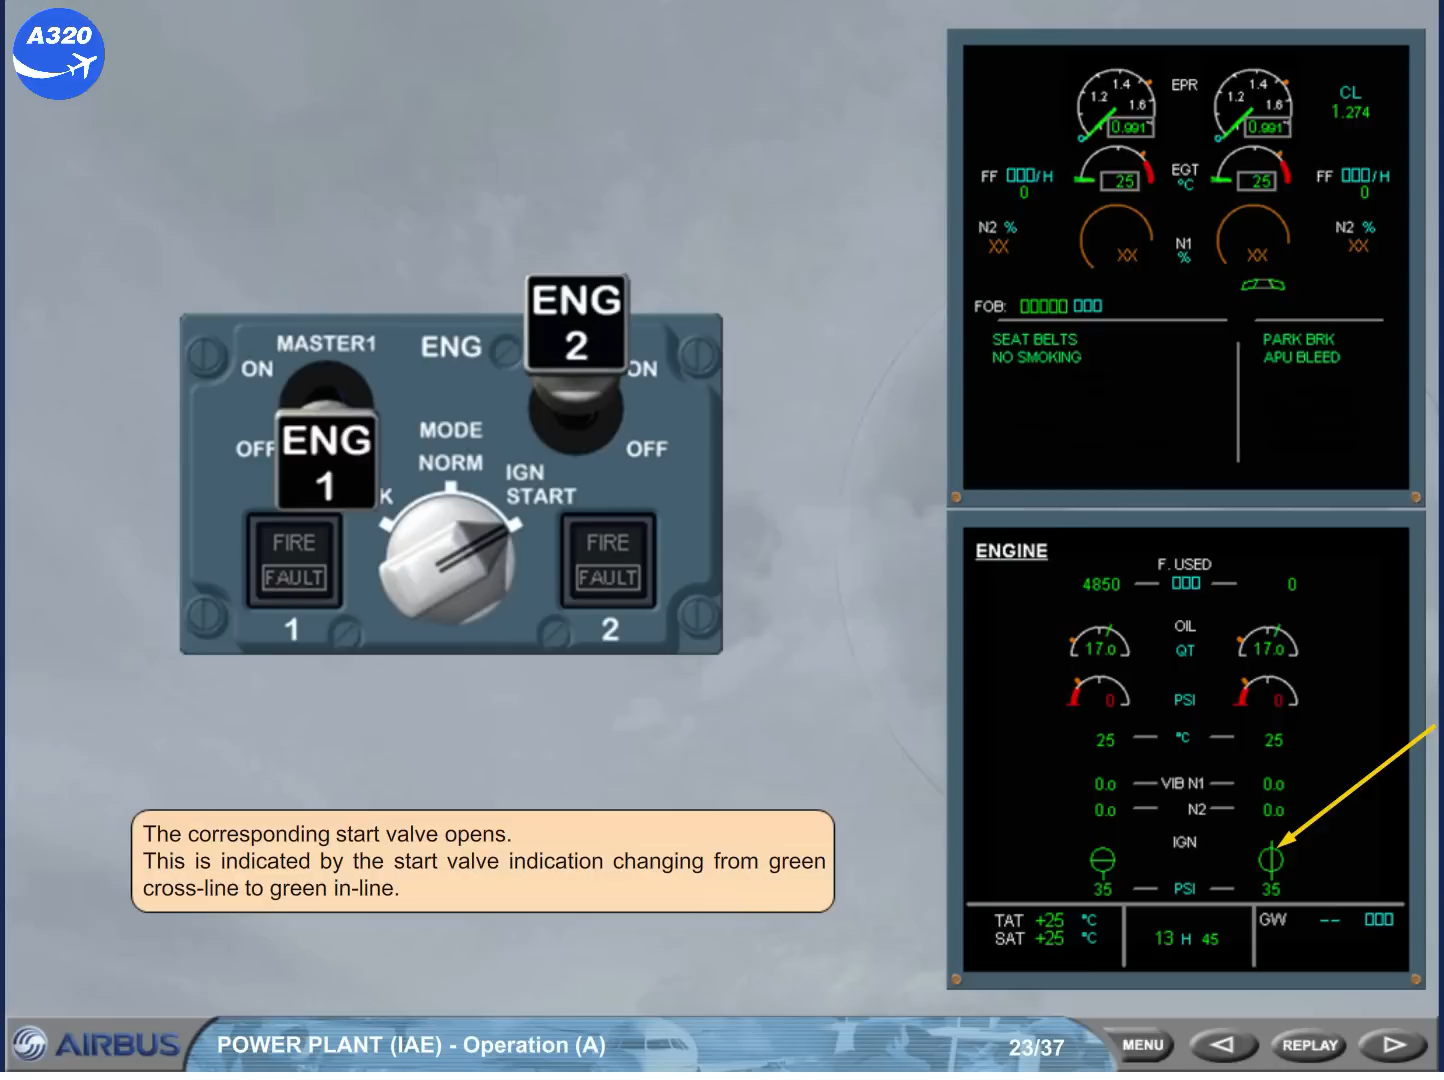 A320
MASTER1
ENG
ENG
2
ON
ON
ENG
1
OFF
MODE
NORM
IGN
START
K
OFF
FIRE
FAULT
FIRE
FAULT
1
2
The corresponding start valve opens.
This is indicated by the start valve indication changing from green
cross-line to green in-line.
1.4 EPR 1.4 CL
1.2 1.6 1.2 1.6 1.274
0.991 0.991
FF /H 25 EGT 25 FF /H
0 °C 0
N2 % N2 %
XX XX N1 XX XX
%
FOB:
SEAT BELTS PARK BRK
NO SMOKING APU BLEED
ENGINE
F. USED
4850 0
OIL
17.0 QT 17.0
0 PSI 0
25 °C 25
0.0 VIB N1 0.0
0.0 N2 0.0
IGN
35 PSI 35
TAT +25 °C GW --
SAT +25 °C 13 H 45
AIRBUS
POWER PLANT (IAE) - Operation (A)
23/37
MENU
REPLAY